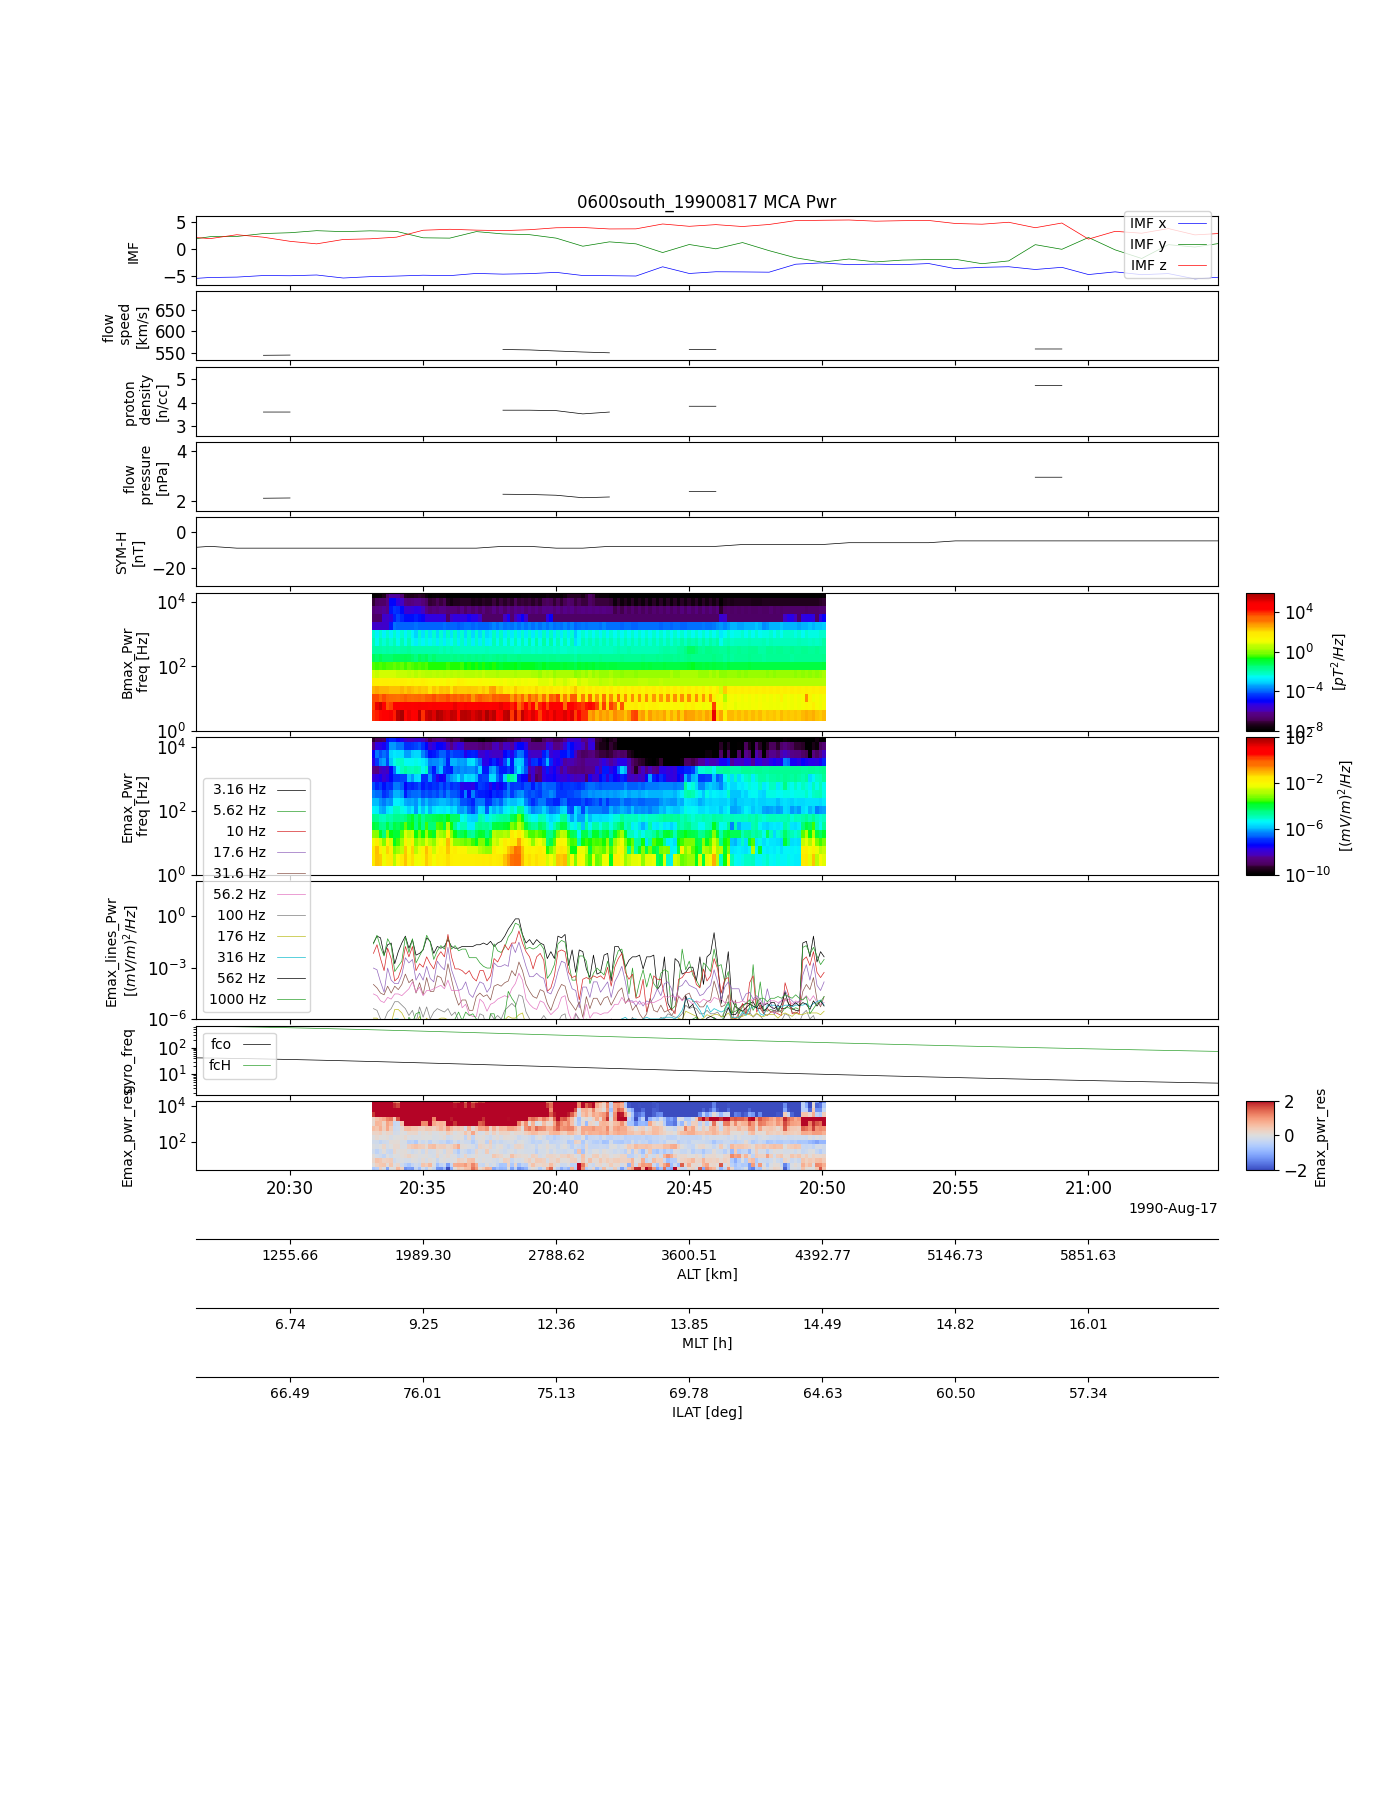 0600south_19900817 MCA Pwr
5
0
−5
IMF
IMF x
IMF y
IMF z
650
600
550
flow
speed
[km/s]
5
4
3
proton
density
[n/cc]
4
2
flow
pressure
[nPa]
0
−20
SYM-H
[nT]
10^4
10^2
10^0
Bmax_Pwr
freq [Hz]
10^4
10^0
10^−4
10^−8
[pT^2/Hz]
10^4
10^2
10^0
Emax_Pwr
freq [Hz]
10^2
10^−2
10^−6
10^−10
[(mV/m)^2/Hz]
3.16 Hz
5.62 Hz
10 Hz
17.6 Hz
31.6 Hz
56.2 Hz
100 Hz
176 Hz
316 Hz
562 Hz
1000 Hz
10^0
10^−3
10^−6
Emax_lines_Pwr
[(mV/m)^2/Hz]
10^2
10^1
gyro_freq
fco
fcH
10^4
10^2
Emax_pwr_res
2
0
−2
Emax_pwr_res
20:30 20:35 20:40 20:45 20:50 20:55 21:00
1990-Aug-17
1255.66 1989.30 2788.62 3600.51 4392.77 5146.73 5851.63
ALT [km]
6.74 9.25 12.36 13.85 14.49 14.82 16.01
MLT [h]
66.49 76.01 75.13 69.78 64.63 60.50 57.34
ILAT [deg]